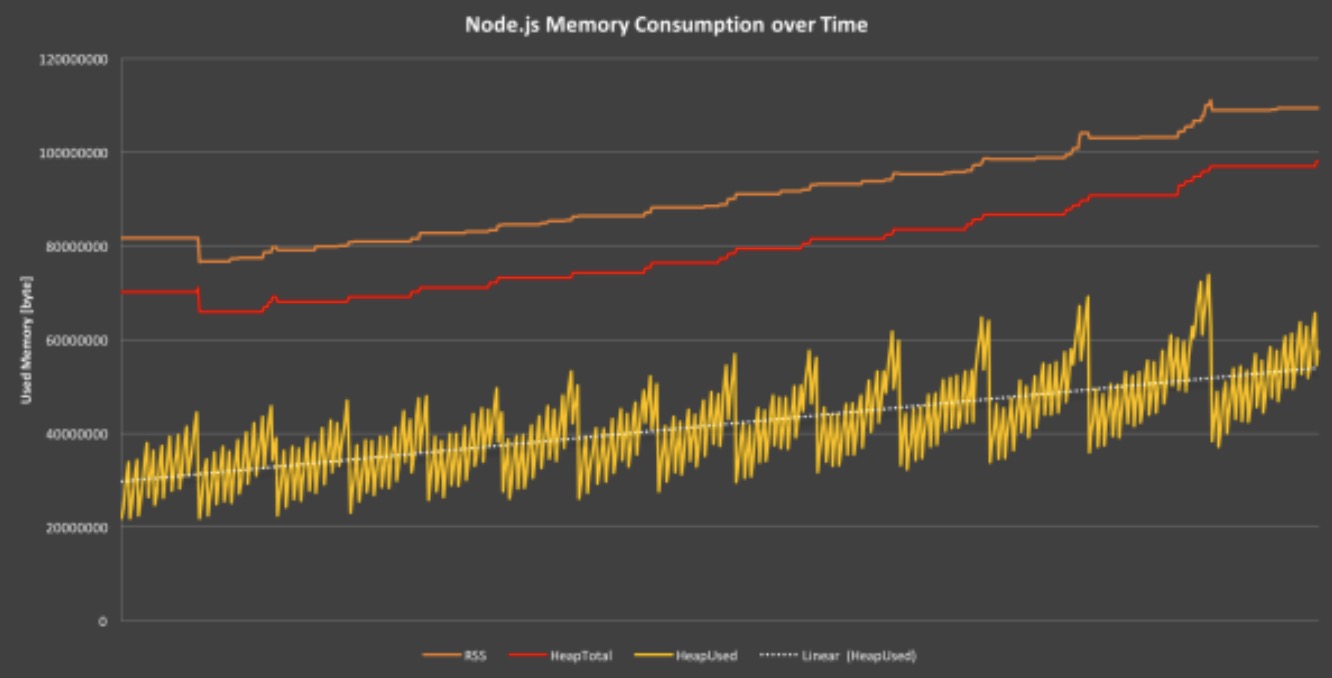 Node.js Memory Consumption over Time
120000000
100000000
80000000
60000000
40000000
20000000
0
Used Memory [byte]
RSS HeapTotal HeapUsed Linear (HeapUsed)